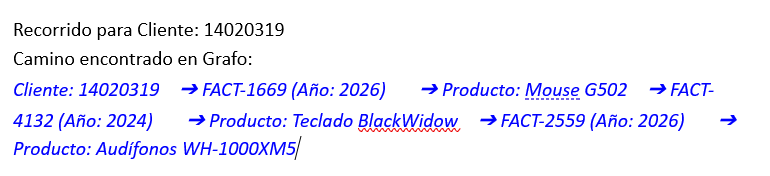 Recorrido para Cliente: 14020319
Camino encontrado en Grafo:
Cliente: 14020319 ➔ FACT-1669 (Año: 2026) ➔ Producto: Mouse G502 ➔ FACT-
4132 (Año: 2024) ➔ Producto: Teclado BlackWidow ➔ FACT-2559 (Año: 2026) ➔
Producto: Audífonos WH-1000XM5